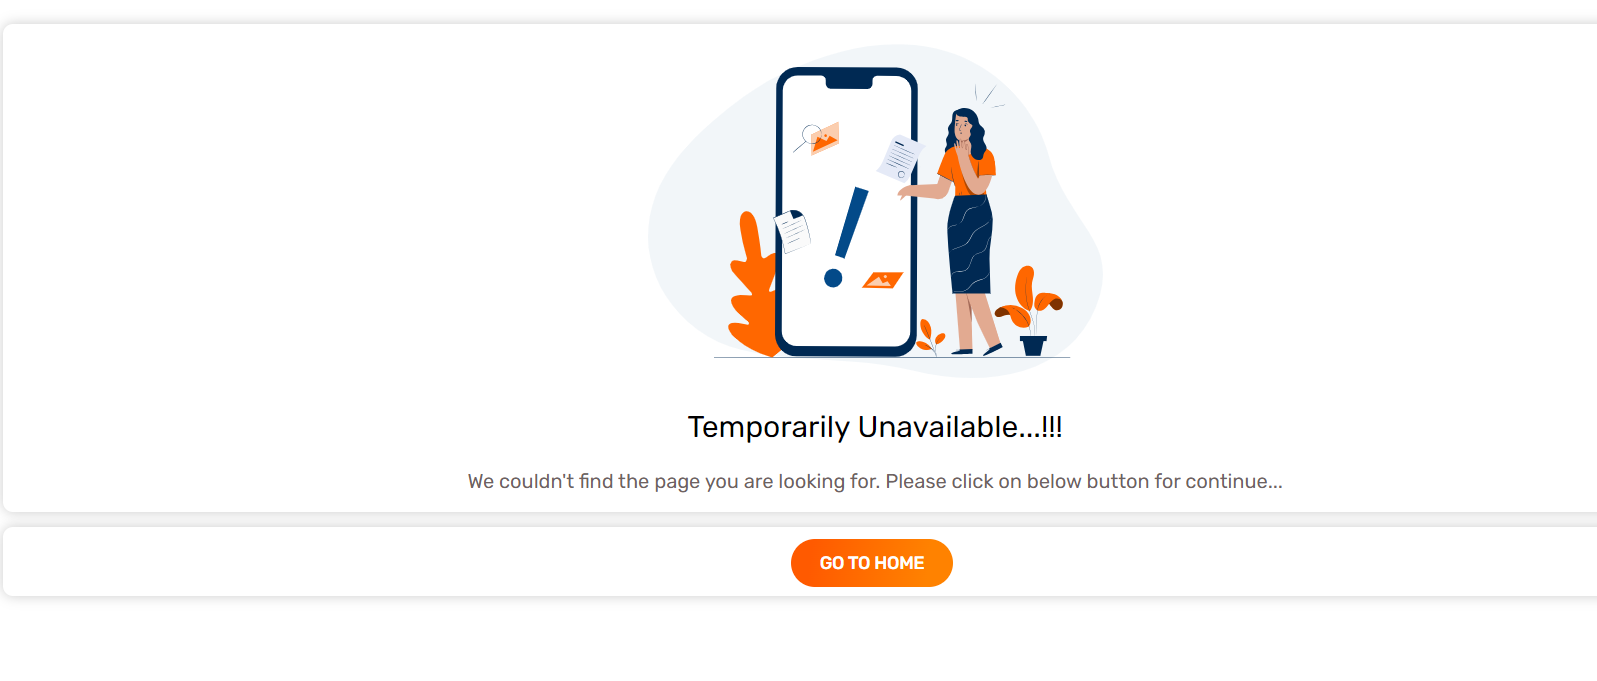 Temporarily Unavailable...!!!
We couldn't find the page you are looking for. Please click on below button for continue...
GO TO HOME